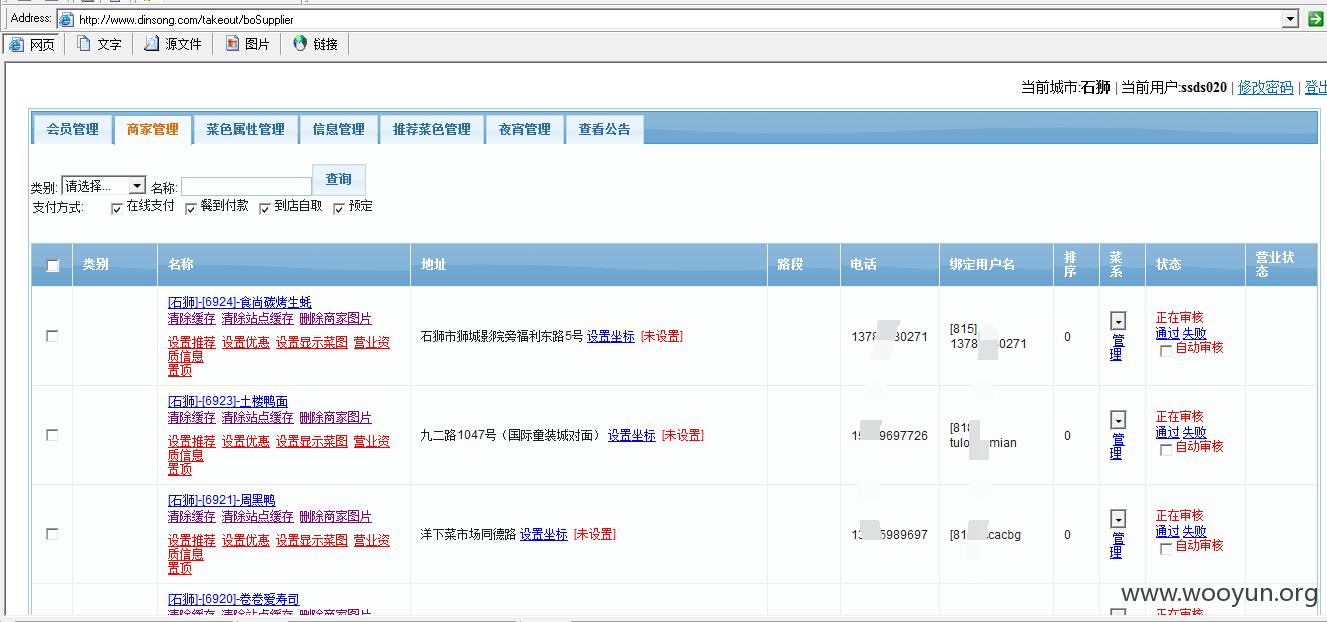 Address: http://www.dinsong.com/takeout/boSupplier
网页 文字 源文件 图片 链接
当前城市:石狮 | 当前用户:ssds020 | 修改密码 | 登出
会员管理 商家管理 菜色属性管理 信息管理 推荐菜色管理 夜宵管理 查看公告
类别: 请选择... 名称: 查询
支付方式: 在线支付 餐到付款 到店自取 预定
类别 名称 地址 路段 电话 绑定用户名 排序 菜系 状态 营业状态
[石狮]-[6924]-食尚碳烤生蚝
清除缓存 清除站点缓存 删除商家图片
设置推荐 设置优惠 设置显示菜图 营业资
质信息
置顶
石狮市狮城影院旁福利东路5号 设置坐标 [未设置]
1378 30271
[815]
1378 0271
0
管理
正在审核
通过 失败
自动审核
[石狮]-[6923]-土楼鸭面
清除缓存 清除站点缓存 删除商家图片
设置推荐 设置优惠 设置显示菜图 营业资
质信息
置顶
九二路1047号（国际童装城对面） 设置坐标 [未设置]
15 9697726
[818
tulo mian
0
管理
正在审核
通过 失败
自动审核
[石狮]-[6921]-周黑鸭
清除缓存 清除站点缓存 删除商家图片
设置推荐 设置优惠 设置显示菜图 营业资
质信息
置顶
洋下菜市场同德路 设置坐标 [未设置]
13 5989697
[81 cacbg
0
管理
正在审核
通过 失败
自动审核
[石狮]-[6920]-卷卷爱寿司
清除缓存 清除站点缓存 删除商家图片
正在审核
www.wooyun.org